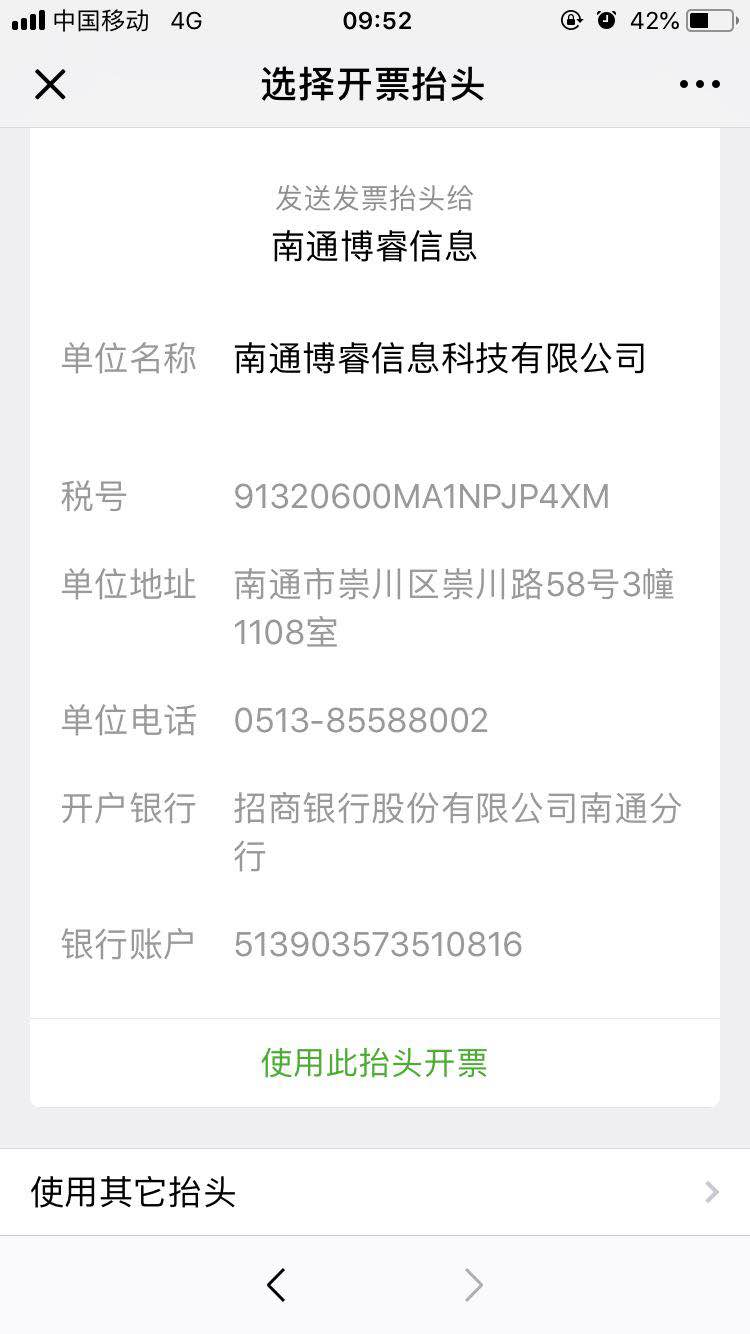 中国移动 4G 09:52 42%
选择开票抬头
发送发票抬头给
南通博睿信息
单位名称 南通博睿信息科技有限公司
税号 91320600MA1NPJP4XM
单位地址 南通市崇川区崇川路58号3幢
1108室
单位电话 0513-85588002
开户银行 招商银行股份有限公司南通分
行
银行账户 513903573510816
使用此抬头开票
使用其它抬头